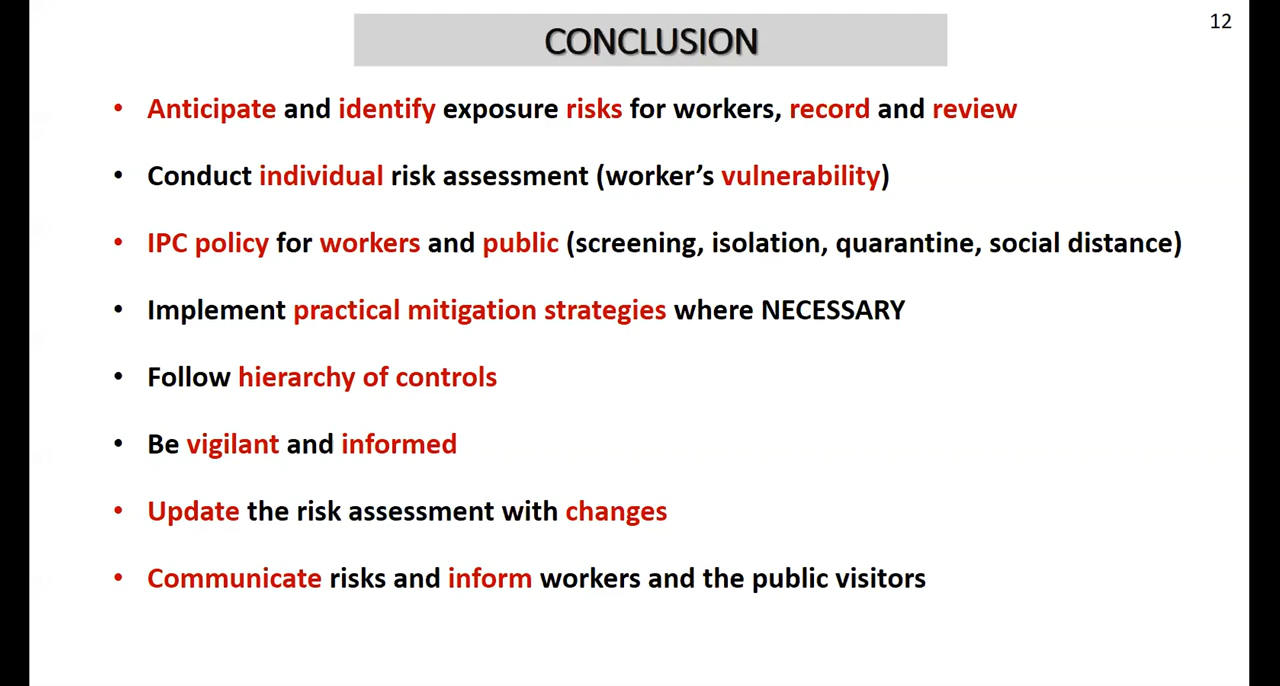 12
CONCLUSION
• Anticipate and identify exposure risks for workers, record and review
• Conduct individual risk assessment (worker’s vulnerability)
• IPC policy for workers and public (screening, isolation, quarantine, social distance)
• Implement practical mitigation strategies where NECESSARY
• Follow hierarchy of controls
• Be vigilant and informed
• Update the risk assessment with changes
• Communicate risks and inform workers and the public visitors